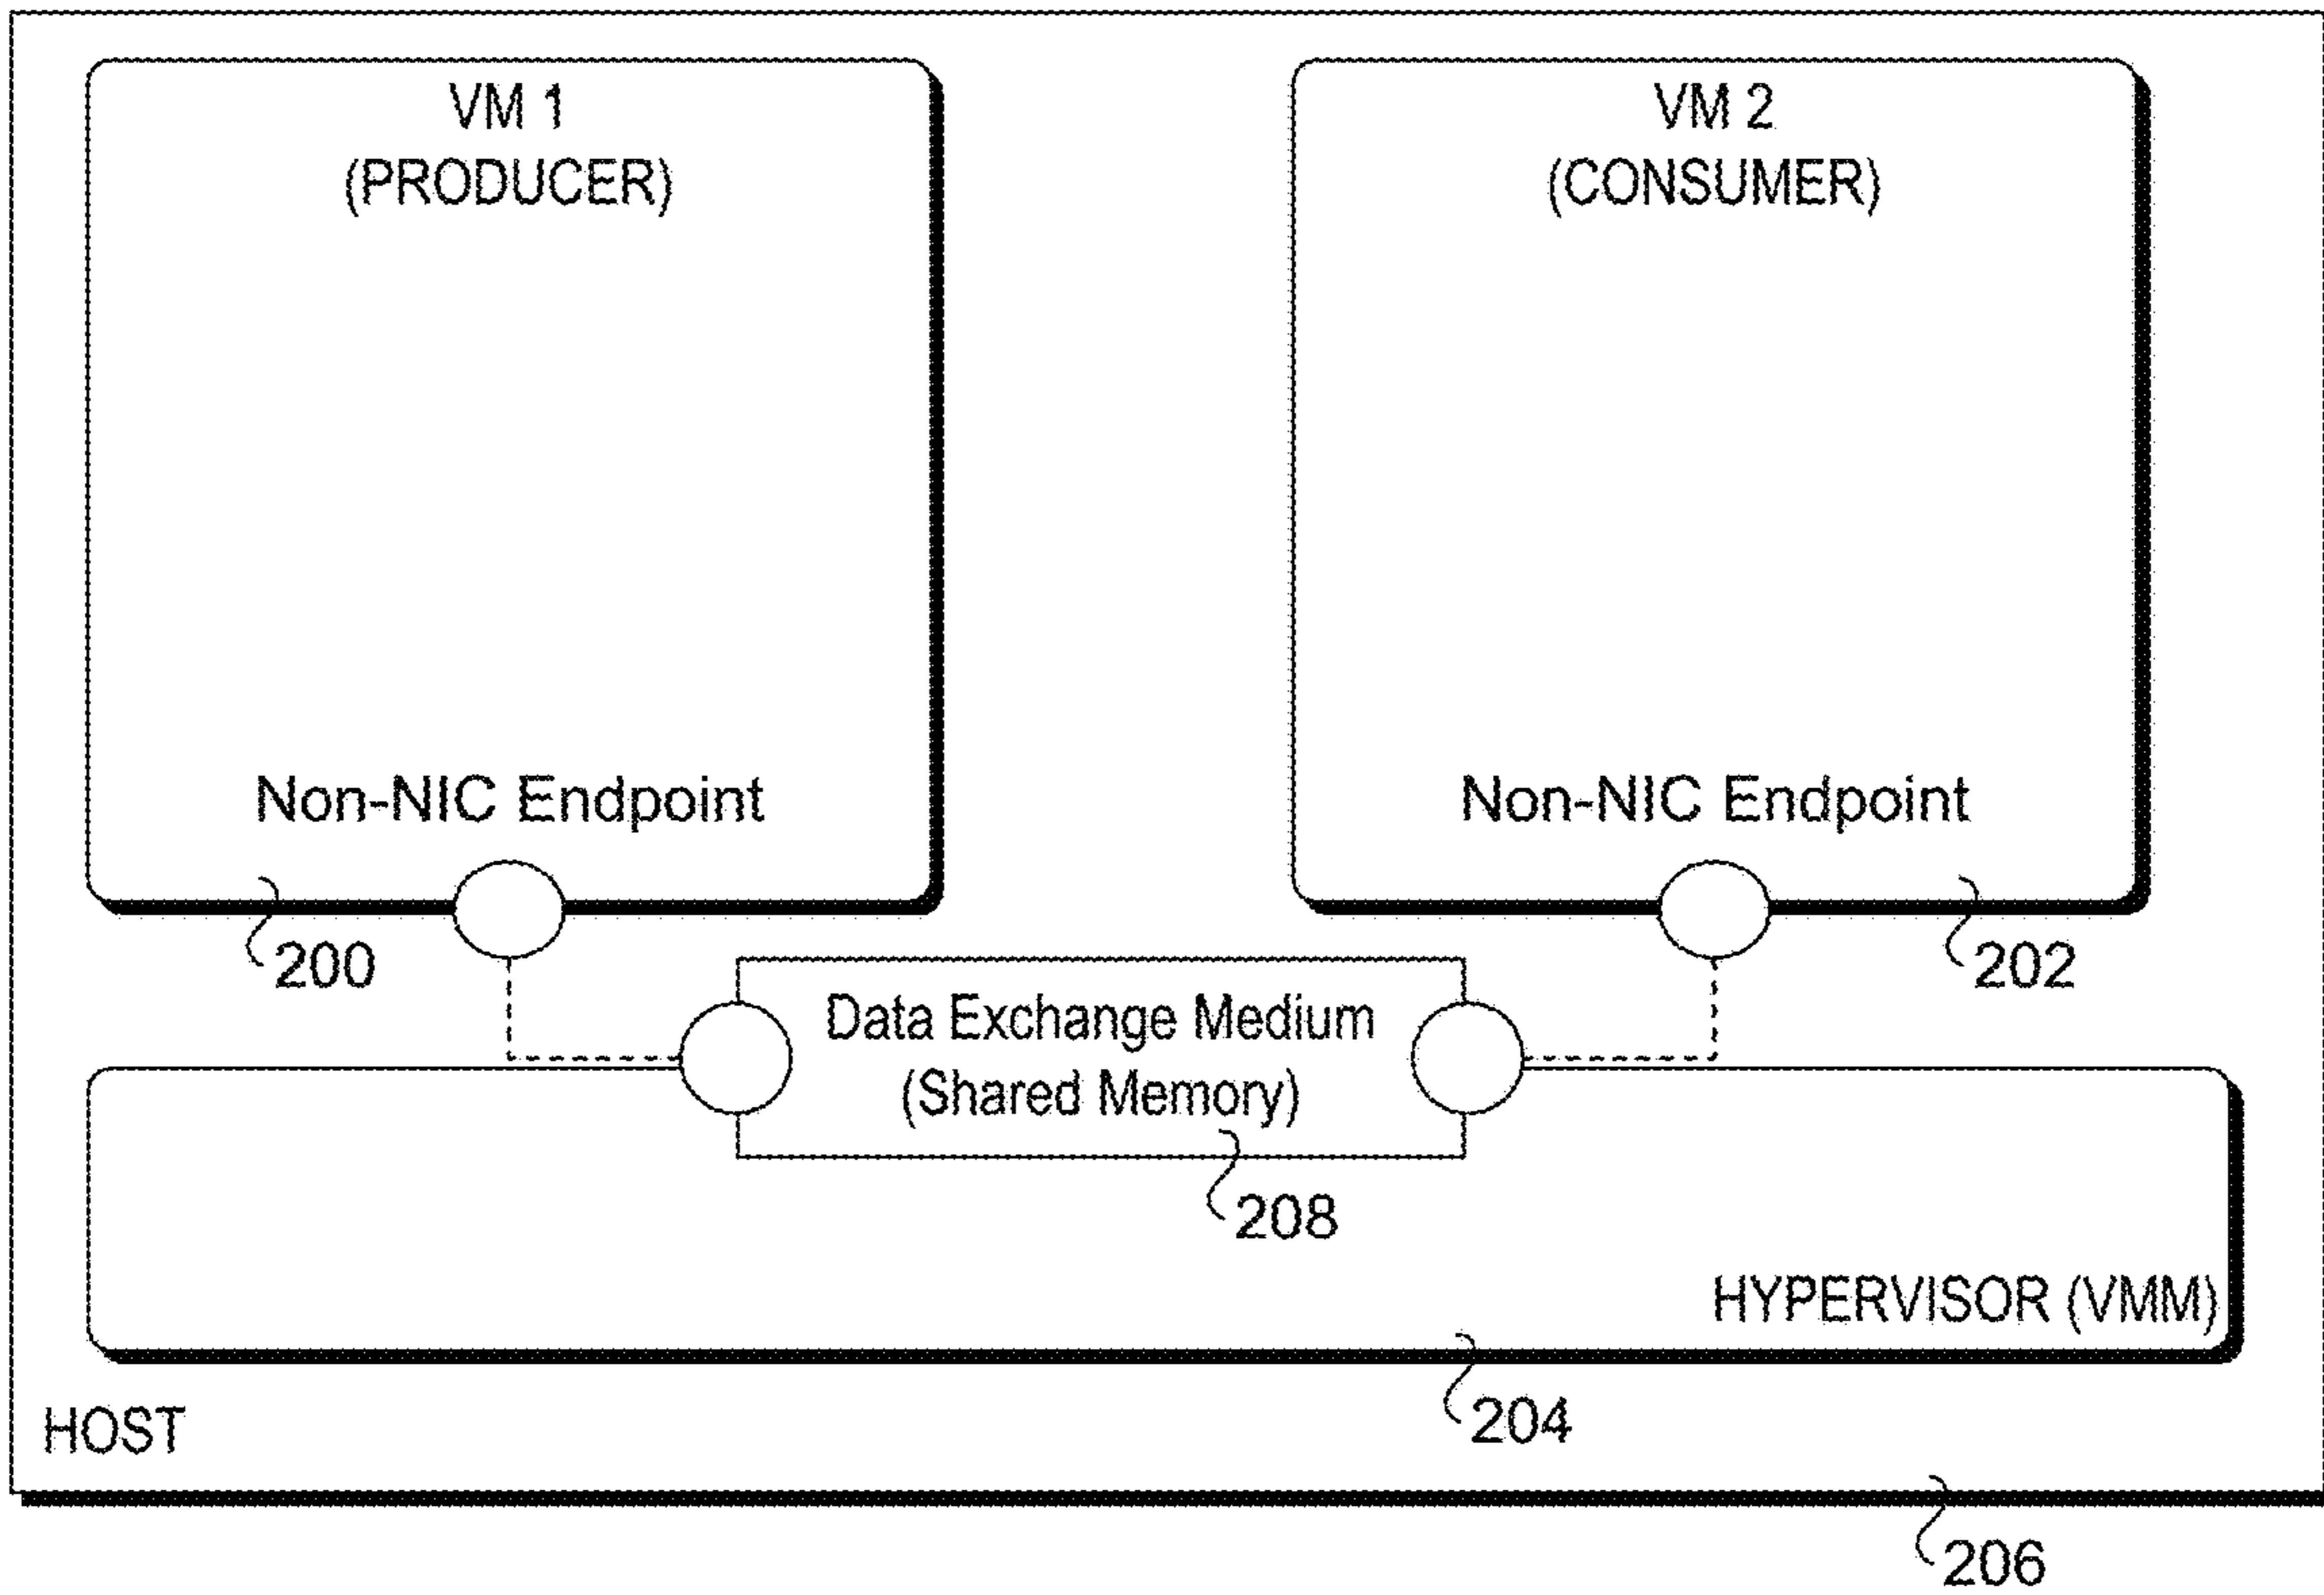 VM 1
(PRODUCER)
VM 2
(CONSUMER)
Non-NIC Endpoint
Non-NIC Endpoint
200
202
Data Exchange Medium
(Shared Memory)
208
HYPERVISOR (VMM)
204
HOST
206